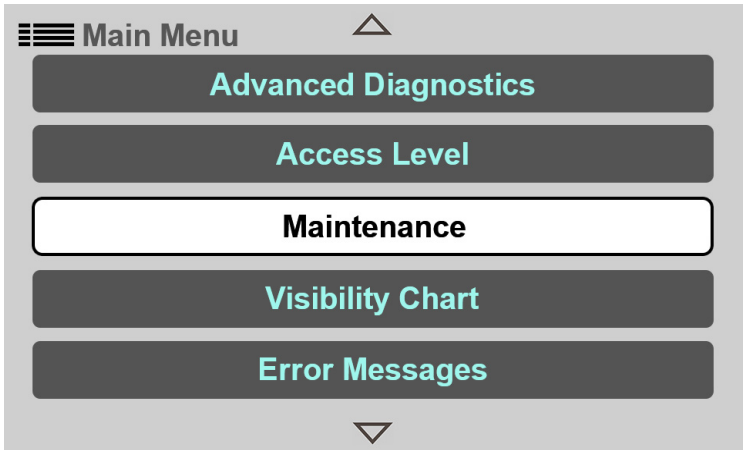 Main Menu
Advanced Diagnostics
Access Level
Maintenance
Visibility Chart
Error Messages